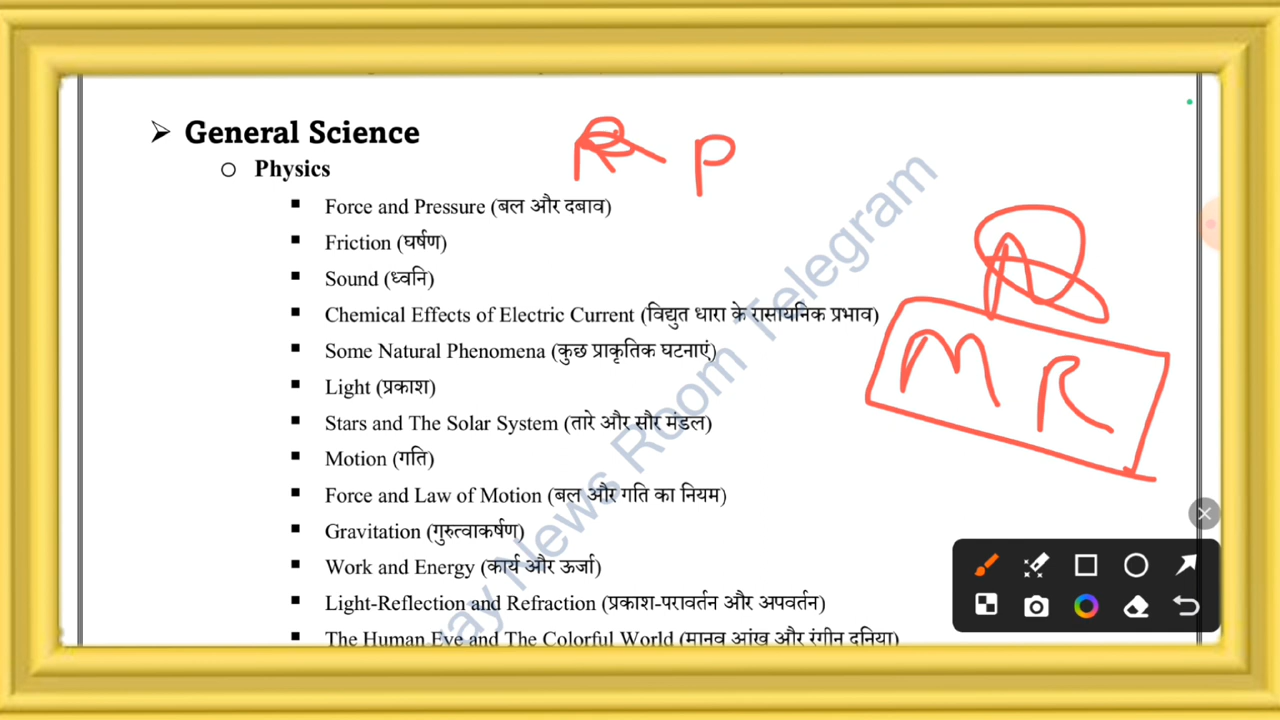 ➤ General Science
R P
○ Physics
▪ Force and Pressure (बल और दबाव)
▪ Friction (घर्षण)
▪ Sound (ध्वनि)
▪ Chemical Effects of Electric Current (विद्युत धारा के रासायनिक प्रभाव)
▪ Some Natural Phenomena (कुछ प्राकृतिक घटनाएं)
▪ Light (प्रकाश)
▪ Stars and The Solar System (तारे और सौर मंडल)
▪ Motion (गति)
▪ Force and Law of Motion (बल और गति का नियम)
▪ Gravitation (गुरुत्वाकर्षण)
▪ Work and Energy (कार्य और ऊर्जा)
▪ Light-Reflection and Refraction (प्रकाश-परावर्तन और अपवर्तन)
▪ The Human Eye and The Colorful World (मानव आंख और रंगीन दुनिया)
M R
News Room Telegram